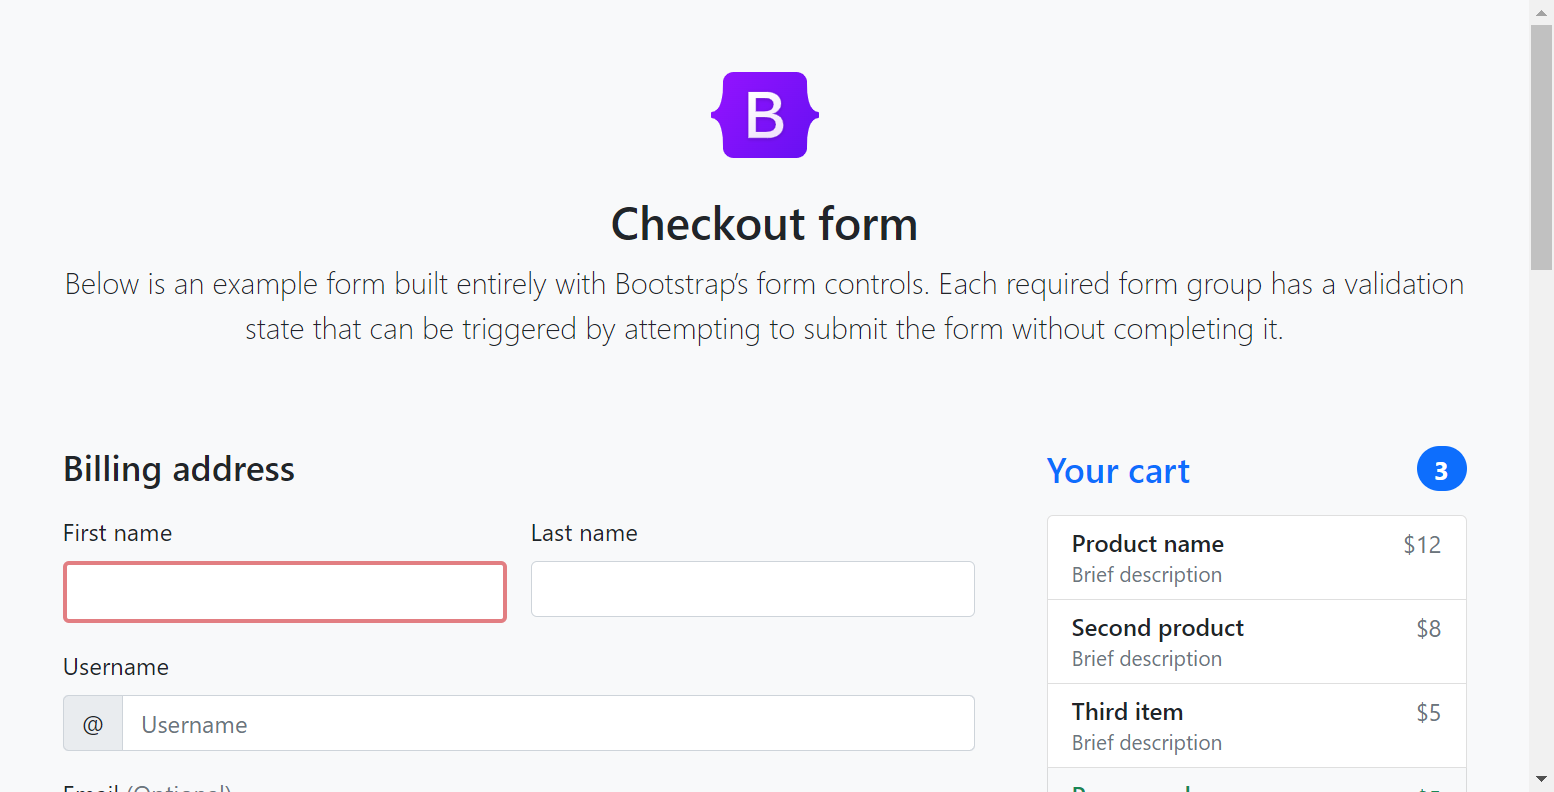 B
Checkout form
Below is an example form built entirely with Bootstrap’s form controls. Each required form group has a validation
state that can be triggered by attempting to submit the form without completing it.
Billing address
First name
Last name
Username
@ Username
Email (Optional)
Your cart 3
Product name $12
Brief description
Second product $8
Brief description
Third item $5
Brief description